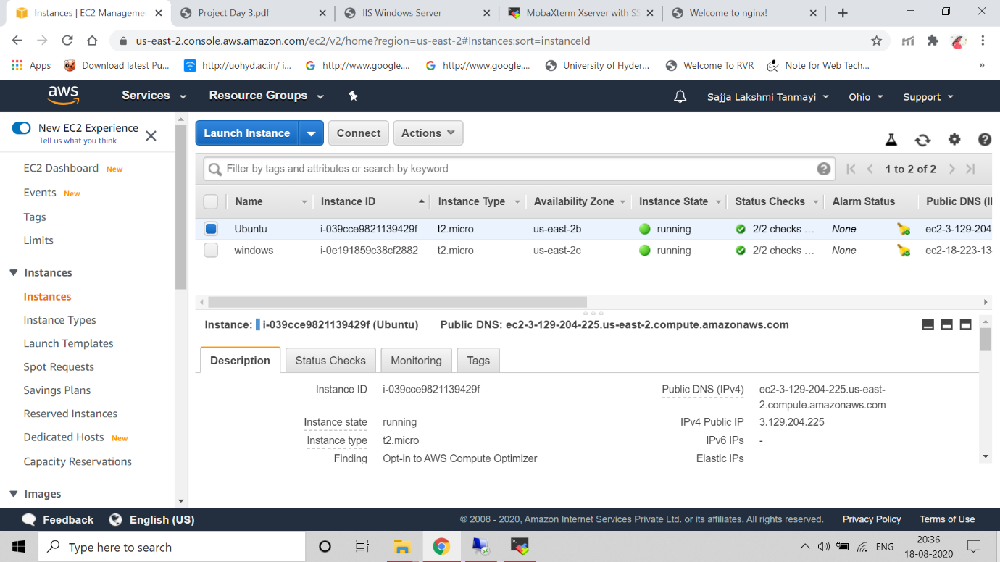 Instances | EC2 Managemen
Project Day 3.pdf
IIS Windows Server
MobaXterm Xserver with SS
Welcome to nginx!
us-east-2.console.aws.amazon.com/ec2/v2/home?region=us-east-2#Instances:sort=instanceId
Apps
Download latest Pu...
http://uohyd.ac.in/ i...
http://www.google....
http://www.google....
University of Hyder...
Welcome To RVR
Note for Web Tech...
»
aws
Services
Resource Groups
Sajja Lakshmi Tanmayi
Ohio
Support
New EC2 Experience
Tell us what you think
EC2 Dashboard New
Events New
Tags
Limits
Instances
Instances
Instance Types
Launch Templates
Spot Requests
Savings Plans
Reserved Instances
Dedicated Hosts New
Capacity Reservations
Images
Launch Instance
Connect
Actions
Filter by tags and attributes or search by keyword
1 to 2 of 2
Name Instance ID Instance Type Availability Zone Instance State Status Checks Alarm Status Public DNS (I
Ubuntu i-039cce9821139429f t2.micro us-east-2b running 2/2 checks ... None ec2-3-129-204
windows i-0e191859c38cf2882 t2.micro us-east-2c running 2/2 checks ... None ec2-18-223-13
Instance: i-039cce9821139429f (Ubuntu) Public DNS: ec2-3-129-204-225.us-east-2.compute.amazonaws.com
Description
Status Checks
Monitoring
Tags
Instance ID i-039cce9821139429f
Instance state running
Instance type t2.micro
Finding Opt-in to AWS Compute Optimizer
Public DNS (IPv4) ec2-3-129-204-225.us-east-
2.compute.amazonaws.com
IPv4 Public IP 3.129.204.225
IPv6 IPs -
Elastic IPs
Feedback
English (US)
© 2008 - 2020, Amazon Internet Services Private Ltd. or its affiliates. All rights reserved.
Privacy Policy
Terms of Use
Type here to search
ENG
20:36
18-08-2020